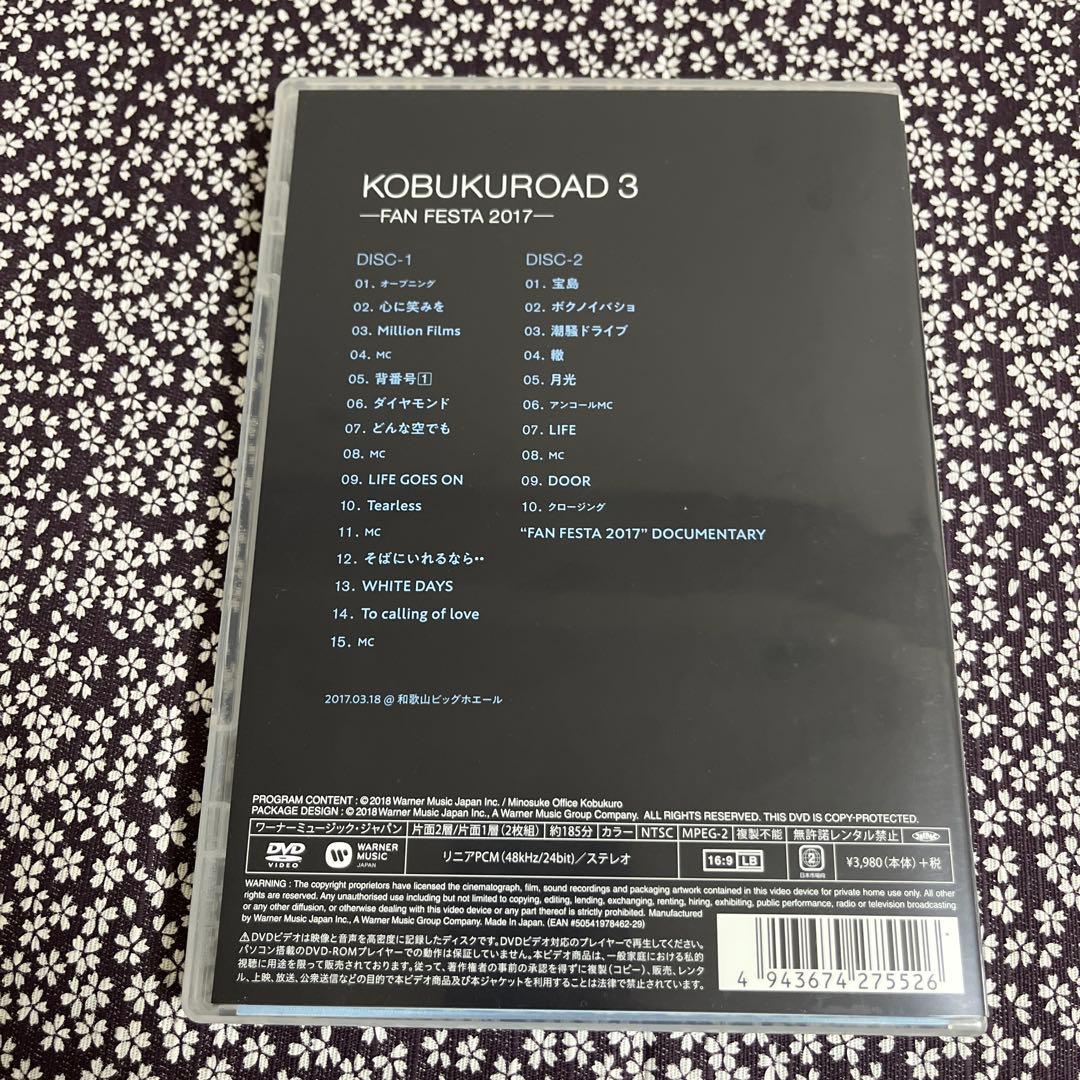 KOBUKUROAD 3
—FAN FESTA 2017—
DISC-1
01. オープニング
02. 心に笑みを
03. Million Films
04. MC
05. 背番号1
06. ダイヤモンド
07. どんな空でも
08. MC
09. LIFE GOES ON
10. Tearless
11. MC
12. そばにいれるなら・・
13. WHITE DAYS
14. To calling of love
15. MC
DISC-2
01. 宝島
02. ボクノイバショ
03. 潮騒ドライブ
04. 轍
05. 月光
06. アンコールMC
07. LIFE
08. MC
09. DOOR
10. クロージング
“FAN FESTA 2017” DOCUMENTARY
2017.03.18 @ 和歌山ビッグホエール
PROGRAM CONTENT : © 2018 Warner Music Japan Inc. / Minosuke Office Kobukuro
PACKAGE DESIGN : © 2018 Warner Music Japan Inc., A Warner Music Group Company. ALL RIGHTS RESERVED. THIS DVD IS COPY-PROTECTED.
ワーナーミュージック・ジャパン 片面2層/片面1層(2枚組) 約185分 カラー NTSC MPEG-2 複製不能 無許諾レンタル禁止
DVD VIDEO WARNER MUSIC JAPAN リニアPCM(48kHz/24bit)/ステレオ 16:9 LB 2 日本市場向 ¥3,980(本体)+税
WARNING : The copyright proprietors have licensed the cinematograph, film, sound recordings and packaging artwork contained in this video device for private home use only. All other
rights are reserved. Any unauthorised use including but not limited to copying, editing, lending, exchanging, renting, hiring, exhibiting, public performance, radio or television broadcasting
or any other diffusion, or otherwise dealing with this video device or any part thereof is strictly prohibited. Manufactured
by Warner Music Japan Inc., A Warner Music Group Company. Made In Japan. (EAN #50541978462-29)
⚠DVDビデオは映像と音声を高密度に記録したディスクです。DVDビデオ対応のプレイヤーで再生してください。
パソコン搭載のDVD-ROMプレイヤーでの動作は保証していません。本ビデオ商品は、一般家庭における私的
視聴に用途を限って販売されております。従って、著作権者の事前の承認を得ずに複製(コピー)、販売、レンタ
ル、上映、放送、公衆送信などの目的で本ビデオ商品及び本ジャケットを利用することは法律で禁止されています。
4 943674 275526